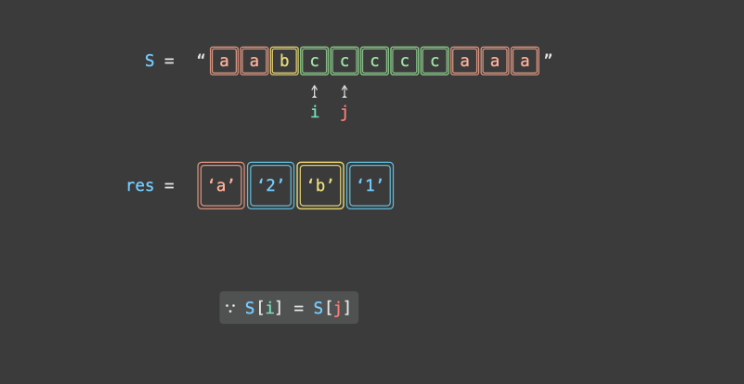 S = “ a a b c c c c c a a a ”
i j
res = ‘a’ ‘2’ ‘b’ ‘1’
∵ S[i] = S[j]